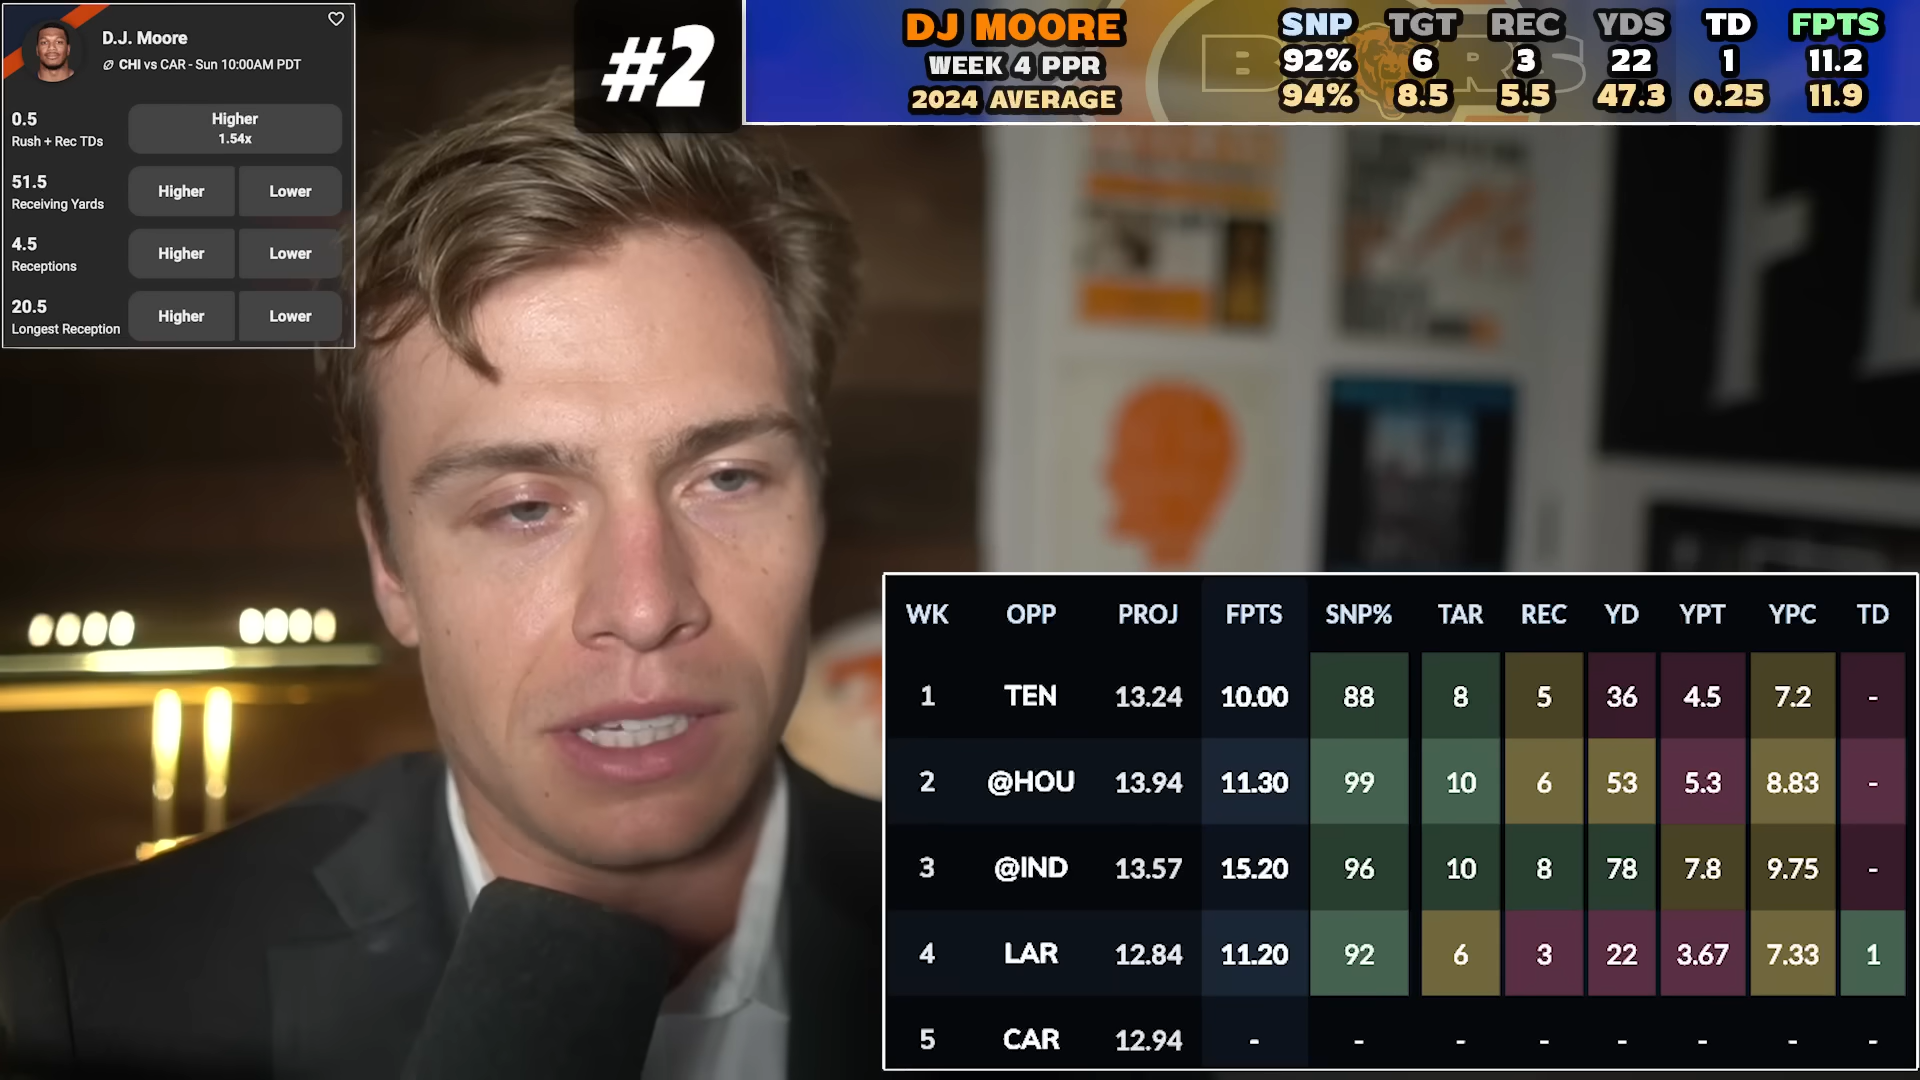 D.J. Moore
CHI vs CAR - Sun 10:00AM PDT
0.5
Rush + Rec TDs
Higher
1.54x
51.5
Receiving Yards
Higher Lower
4.5
Receptions
Higher Lower
20.5
Longest Reception
Higher Lower
#2
DJ MOORE SNP TGT REC YDS TD FPTS
WEEK 4 PPR 92% 6 3 22 1 11.2
2024 AVERAGE 94% 8.5 5.5 47.3 0.25 11.9
WK OPP PROJ FPTS SNP% TAR REC YD YPT YPC TD
1 TEN 13.24 10.00 88 8 5 36 4.5 7.2 -
2 @HOU 13.94 11.30 99 10 6 53 5.3 8.83 -
3 @IND 13.57 15.20 96 10 8 78 7.8 9.75 -
4 LAR 12.84 11.20 92 6 3 22 3.67 7.33 1
5 CAR 12.94 - - - - - - - -